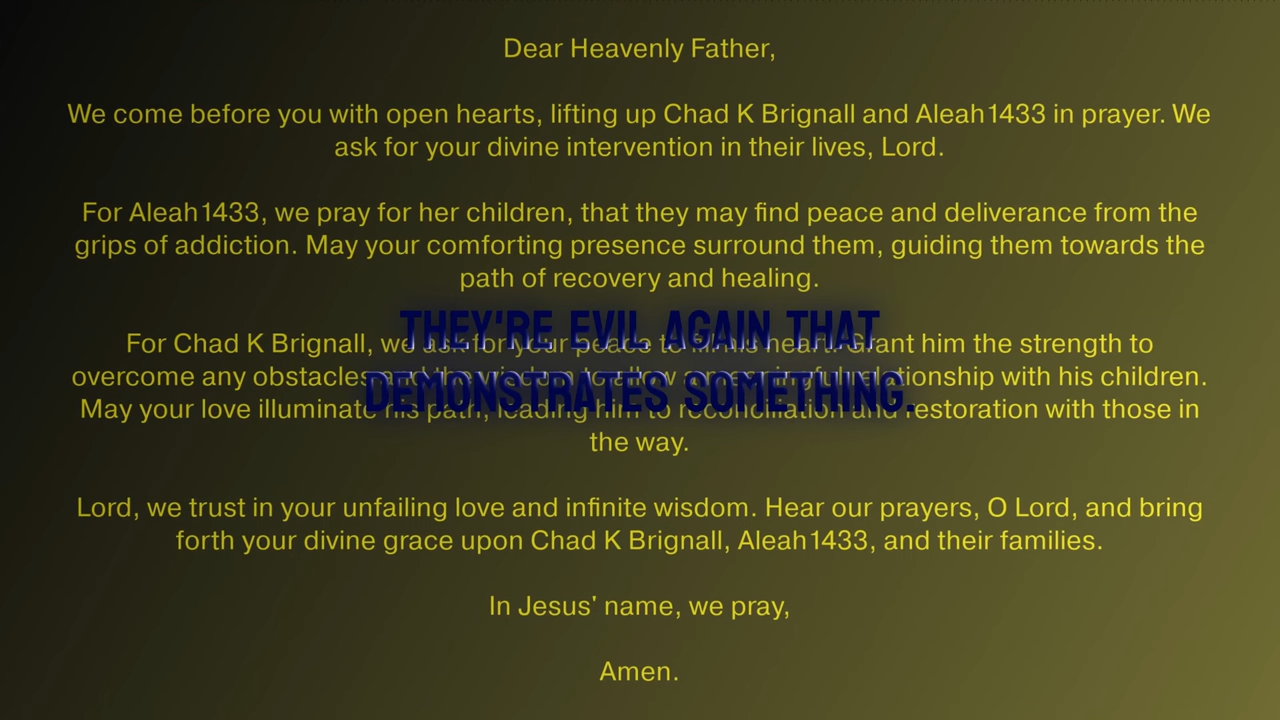 Dear Heavenly Father,
We come before you with open hearts, lifting up Chad K Brignall and Aleah1433 in prayer. We
ask for your divine intervention in their lives, Lord.
For Aleah1433, we pray for her children, that they may find peace and deliverance from the
grips of addiction. May your comforting presence surround them, guiding them towards the
path of recovery and healing.
THEY'RE EVIL AGAIN THAT
For Chad K Brignall, we ask for your peace to fill his heart. Grant him the strength to
overcome any obstacles and the wisdom to allow a meaningful relationship with his children.
DEMONSTRATES SOMETHING.
May your love illuminate his path, leading him to reconciliation and restoration with those in
the way.
Lord, we trust in your unfailing love and infinite wisdom. Hear our prayers, O Lord, and bring
forth your divine grace upon Chad K Brignall, Aleah1433, and their families.
In Jesus' name, we pray,
Amen.